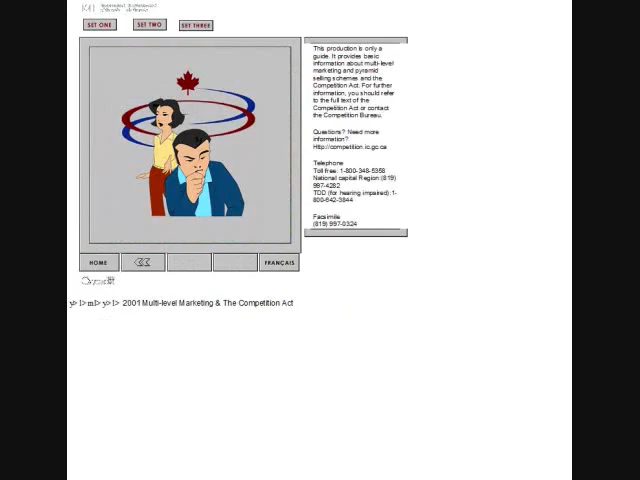 SET ONE
SET TWO
SET THREE
This production is only a
guide. It provides basic
information about multi-level
marketing and pyramid
selling schemes and the
Competition Act. For further
information, you should refer
to the full text of the
Competition Act or contact
the Competition Bureau.
Questions? Need more
information?
Http://competition.ic.gc.ca
Telephone
Toll free: 1-800-348-5358
National capital Region:(819)
997-4282
TDD (for hearing impaired):1-
800-642-3844
Facsimile
(819) 997-0324
HOME
FRANÇAIS
2001 Multi-level Marketing & The Competition Act